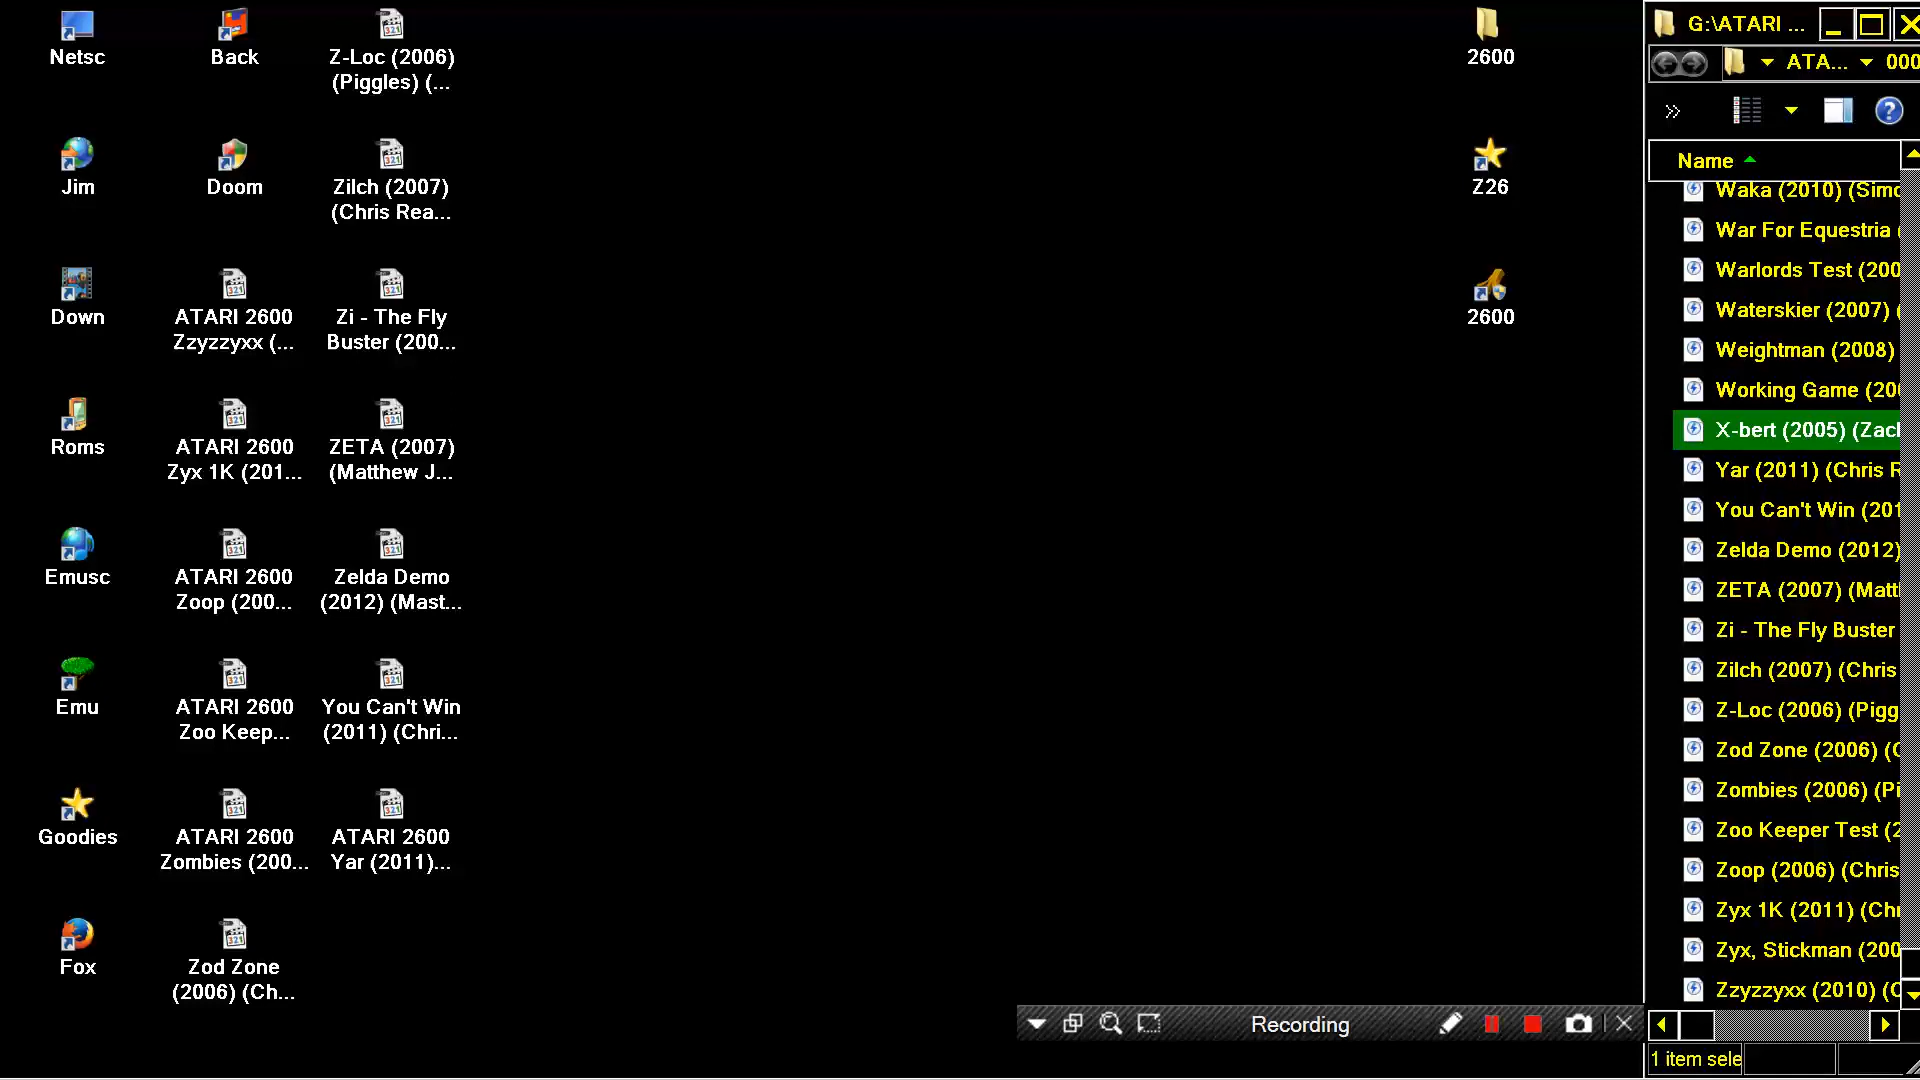 Netsc
Back
Z-Loc (2006)
(Piggles) (...
Jim
Doom
Zilch (2007)
(Chris Rea...
Down
ATARI 2600
Zzyzzyxx (...
Zi - The Fly
Buster (200...
Roms
ATARI 2600
Zyx 1K (201...
ZETA (2007)
(Matthew J...
Emusc
ATARI 2600
Zoop (200...
Zelda Demo
(2012) (Mast...
Emu
ATARI 2600
Zoo Keep...
You Can't Win
(2011) (Chri...
Goodies
ATARI 2600
Zombies (200...
ATARI 2600
Yar (2011)...
Fox
Zod Zone
(2006) (Ch...
2600
Z26
2600
G:\ATARI ...
ATA... 000
Name
Waka (2010) (Simo
War For Equestria (
Warlords Test (200
Waterskier (2007) (
Weightman (2008)
Working Game (200
X-bert (2005) (Zach
Yar (2011) (Chris R
You Can't Win (201
Zelda Demo (2012)
ZETA (2007) (Matt
Zi - The Fly Buster
Zilch (2007) (Chris
Z-Loc (2006) (Pigg
Zod Zone (2006) (C
Zombies (2006) (Pi
Zoo Keeper Test (2
Zoop (2006) (Chris
Zyx 1K (2011) (Chr
Zyx, Stickman (200
Zzyzzyxx (2010) (C
Recording
1 item sele